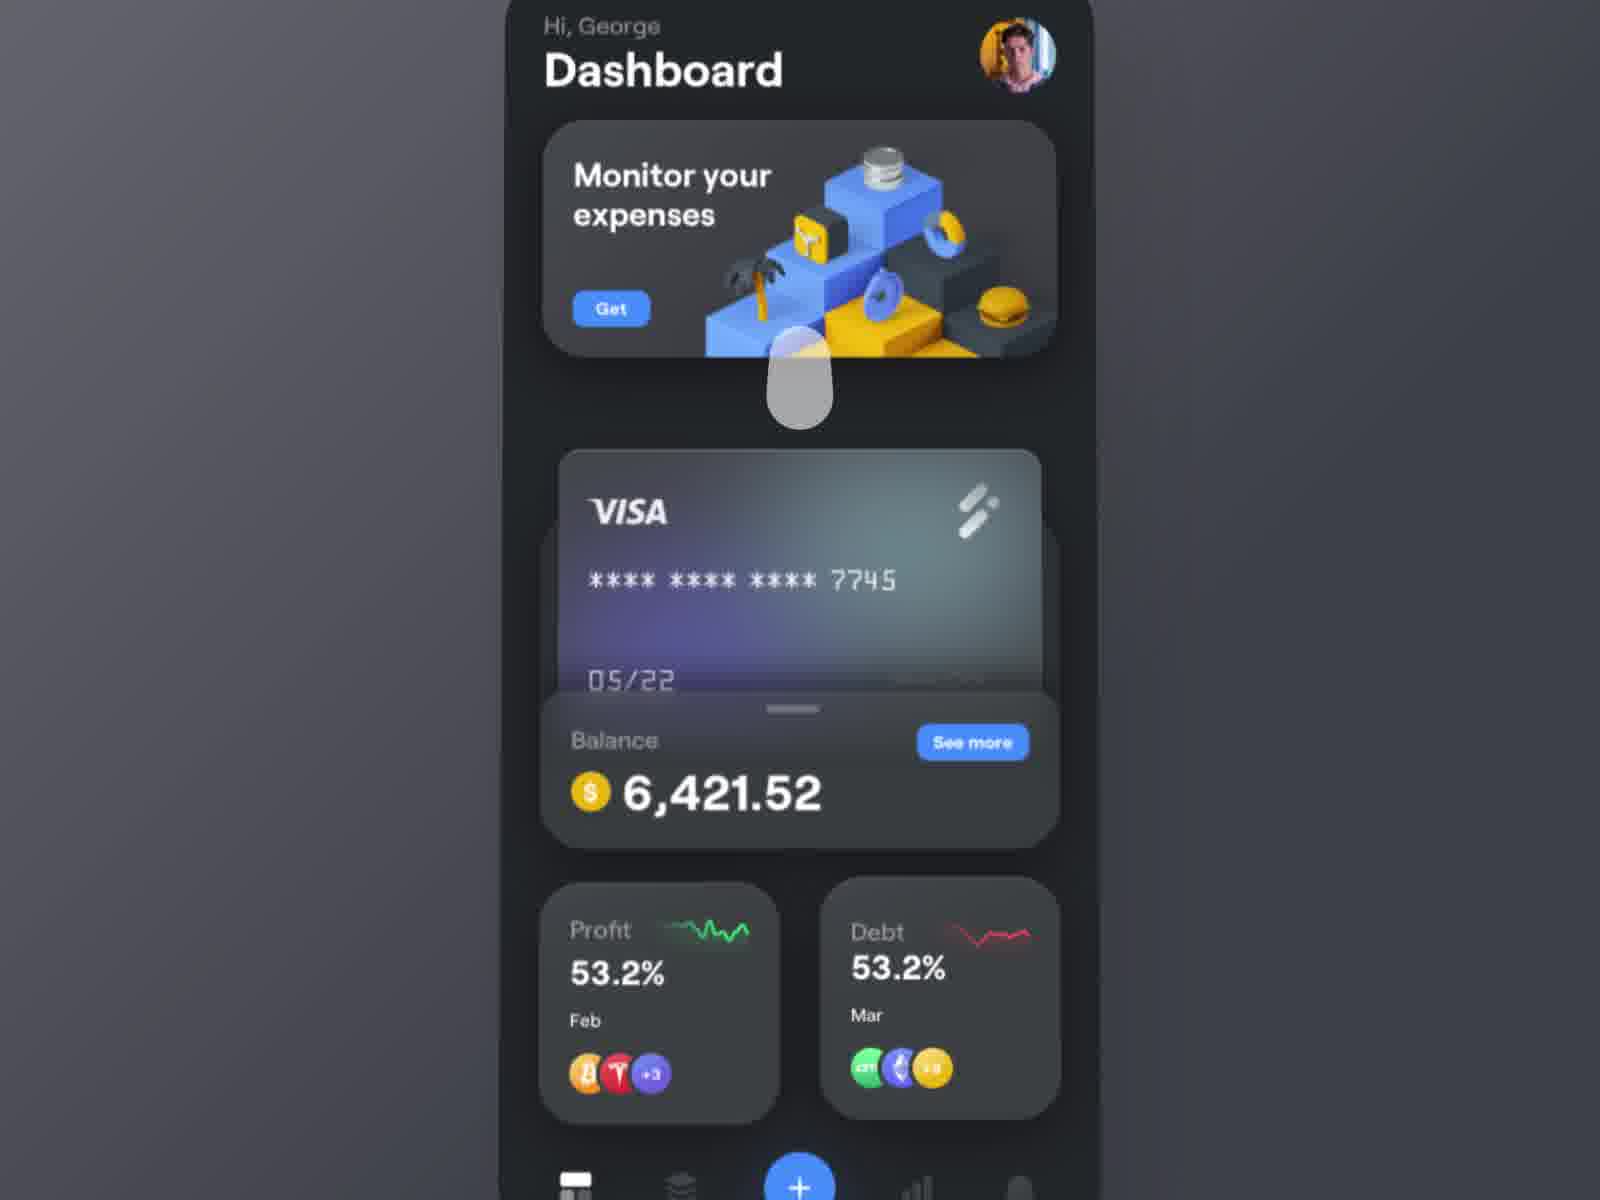 Hi, George
Dashboard
Monitor your
expenses
Get
VISA
**** **** **** 7745
05/22
Balance
See more
$ 6,421.52
Profit
53.2%
Feb
+3
Debt
53.2%
Mar